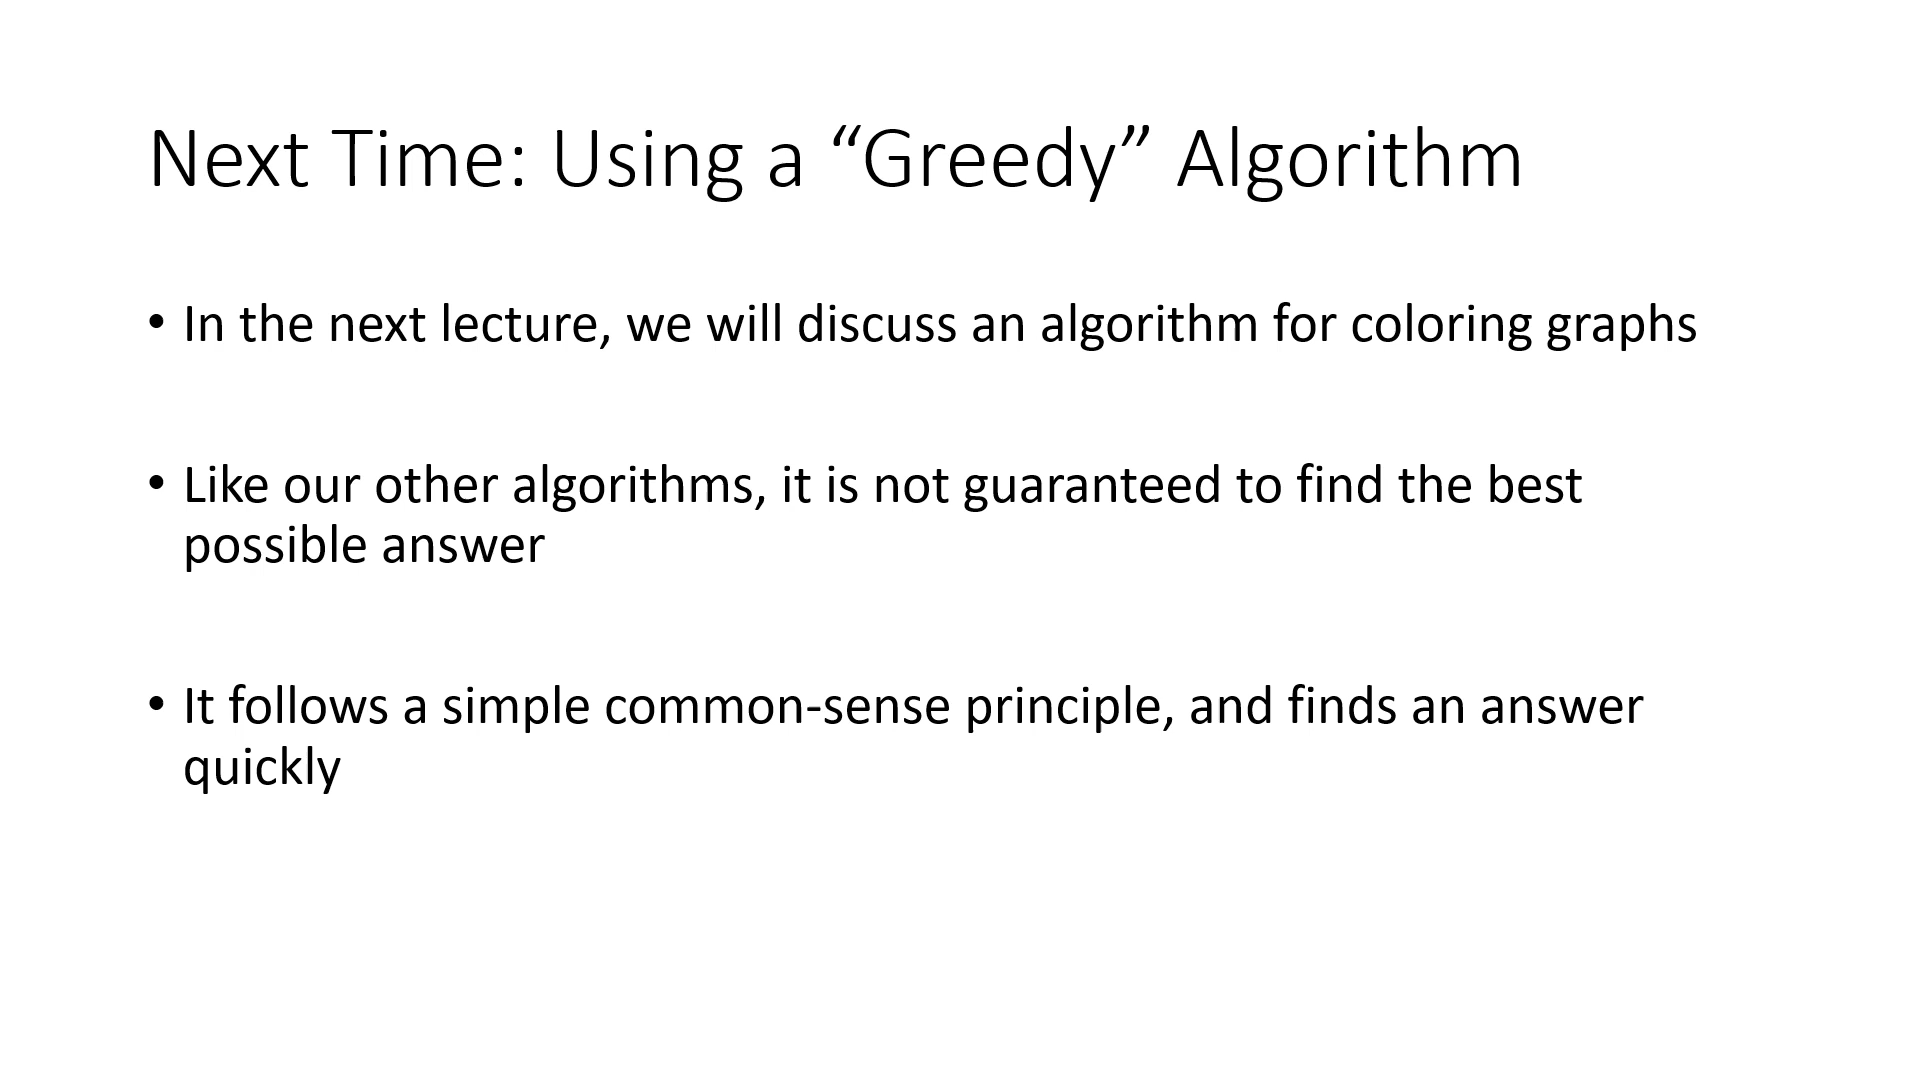 Next Time: Using a “Greedy” Algorithm
• In the next lecture, we will discuss an algorithm for coloring graphs
• Like our other algorithms, it is not guaranteed to find the best
possible answer
• It follows a simple common-sense principle, and finds an answer
quickly